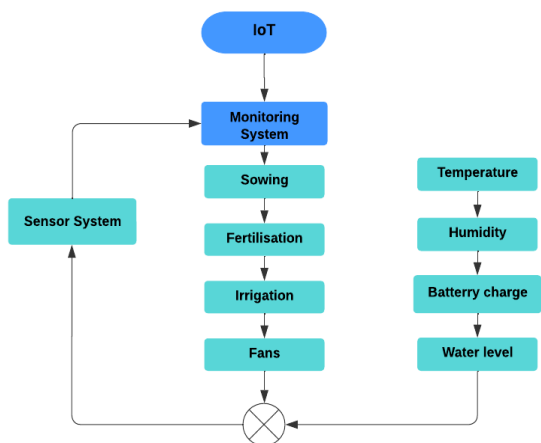 IoT
Monitoring
System
Sowing
Temperature
Sensor System
Fertilisation
Humidity
Irrigation
Batterry charge
Fans
Water level